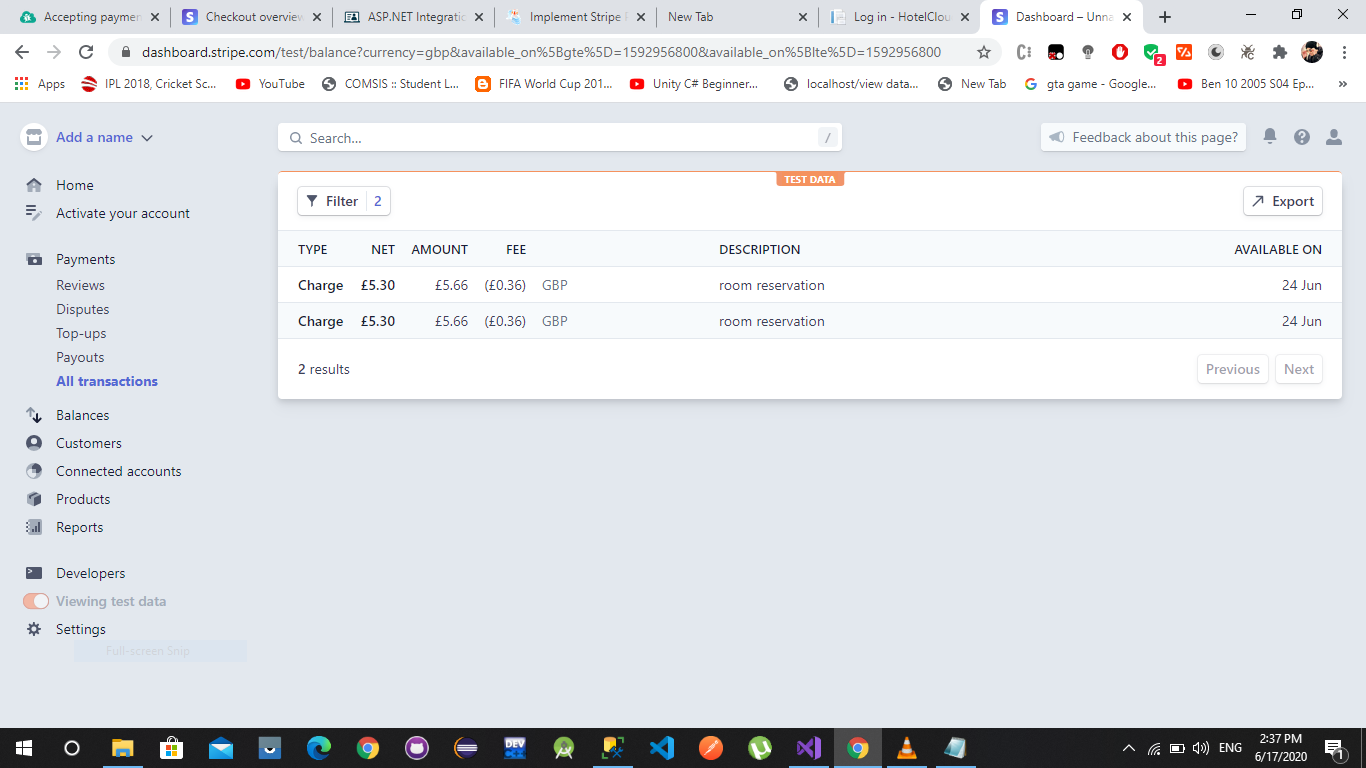 Accepting paymen
Checkout overview
ASP.NET Integratio
Implement Stripe P
New Tab
Log in - HotelClou
Dashboard – Unna
dashboard.stripe.com/test/balance?currency=gbp&available_on%5Bgte%5D=1592956800&available_on%5Blte%5D=1592956800
2
Apps
IPL 2018, Cricket Sc...
YouTube
COMSIS :: Student L...
FIFA World Cup 201...
Unity C# Beginner...
localhost/view data...
New Tab
gta game - Google...
Ben 10 2005 S04 Ep...
»
Add a name
Search...
/
Feedback about this page?
Home
Activate your account
Payments
Reviews
Disputes
Top-ups
Payouts
All transactions
Balances
Customers
Connected accounts
Products
Reports
Developers
Viewing test data
Settings
Full-screen Snip
TEST DATA
Filter 2
Export
TYPE NET AMOUNT FEE DESCRIPTION AVAILABLE ON
Charge £5.30 £5.66 (£0.36) GBP room reservation 24 Jun
Charge £5.30 £5.66 (£0.36) GBP room reservation 24 Jun
2 results
Previous
Next
DEV
ENG
2:37 PM
6/17/2020
1